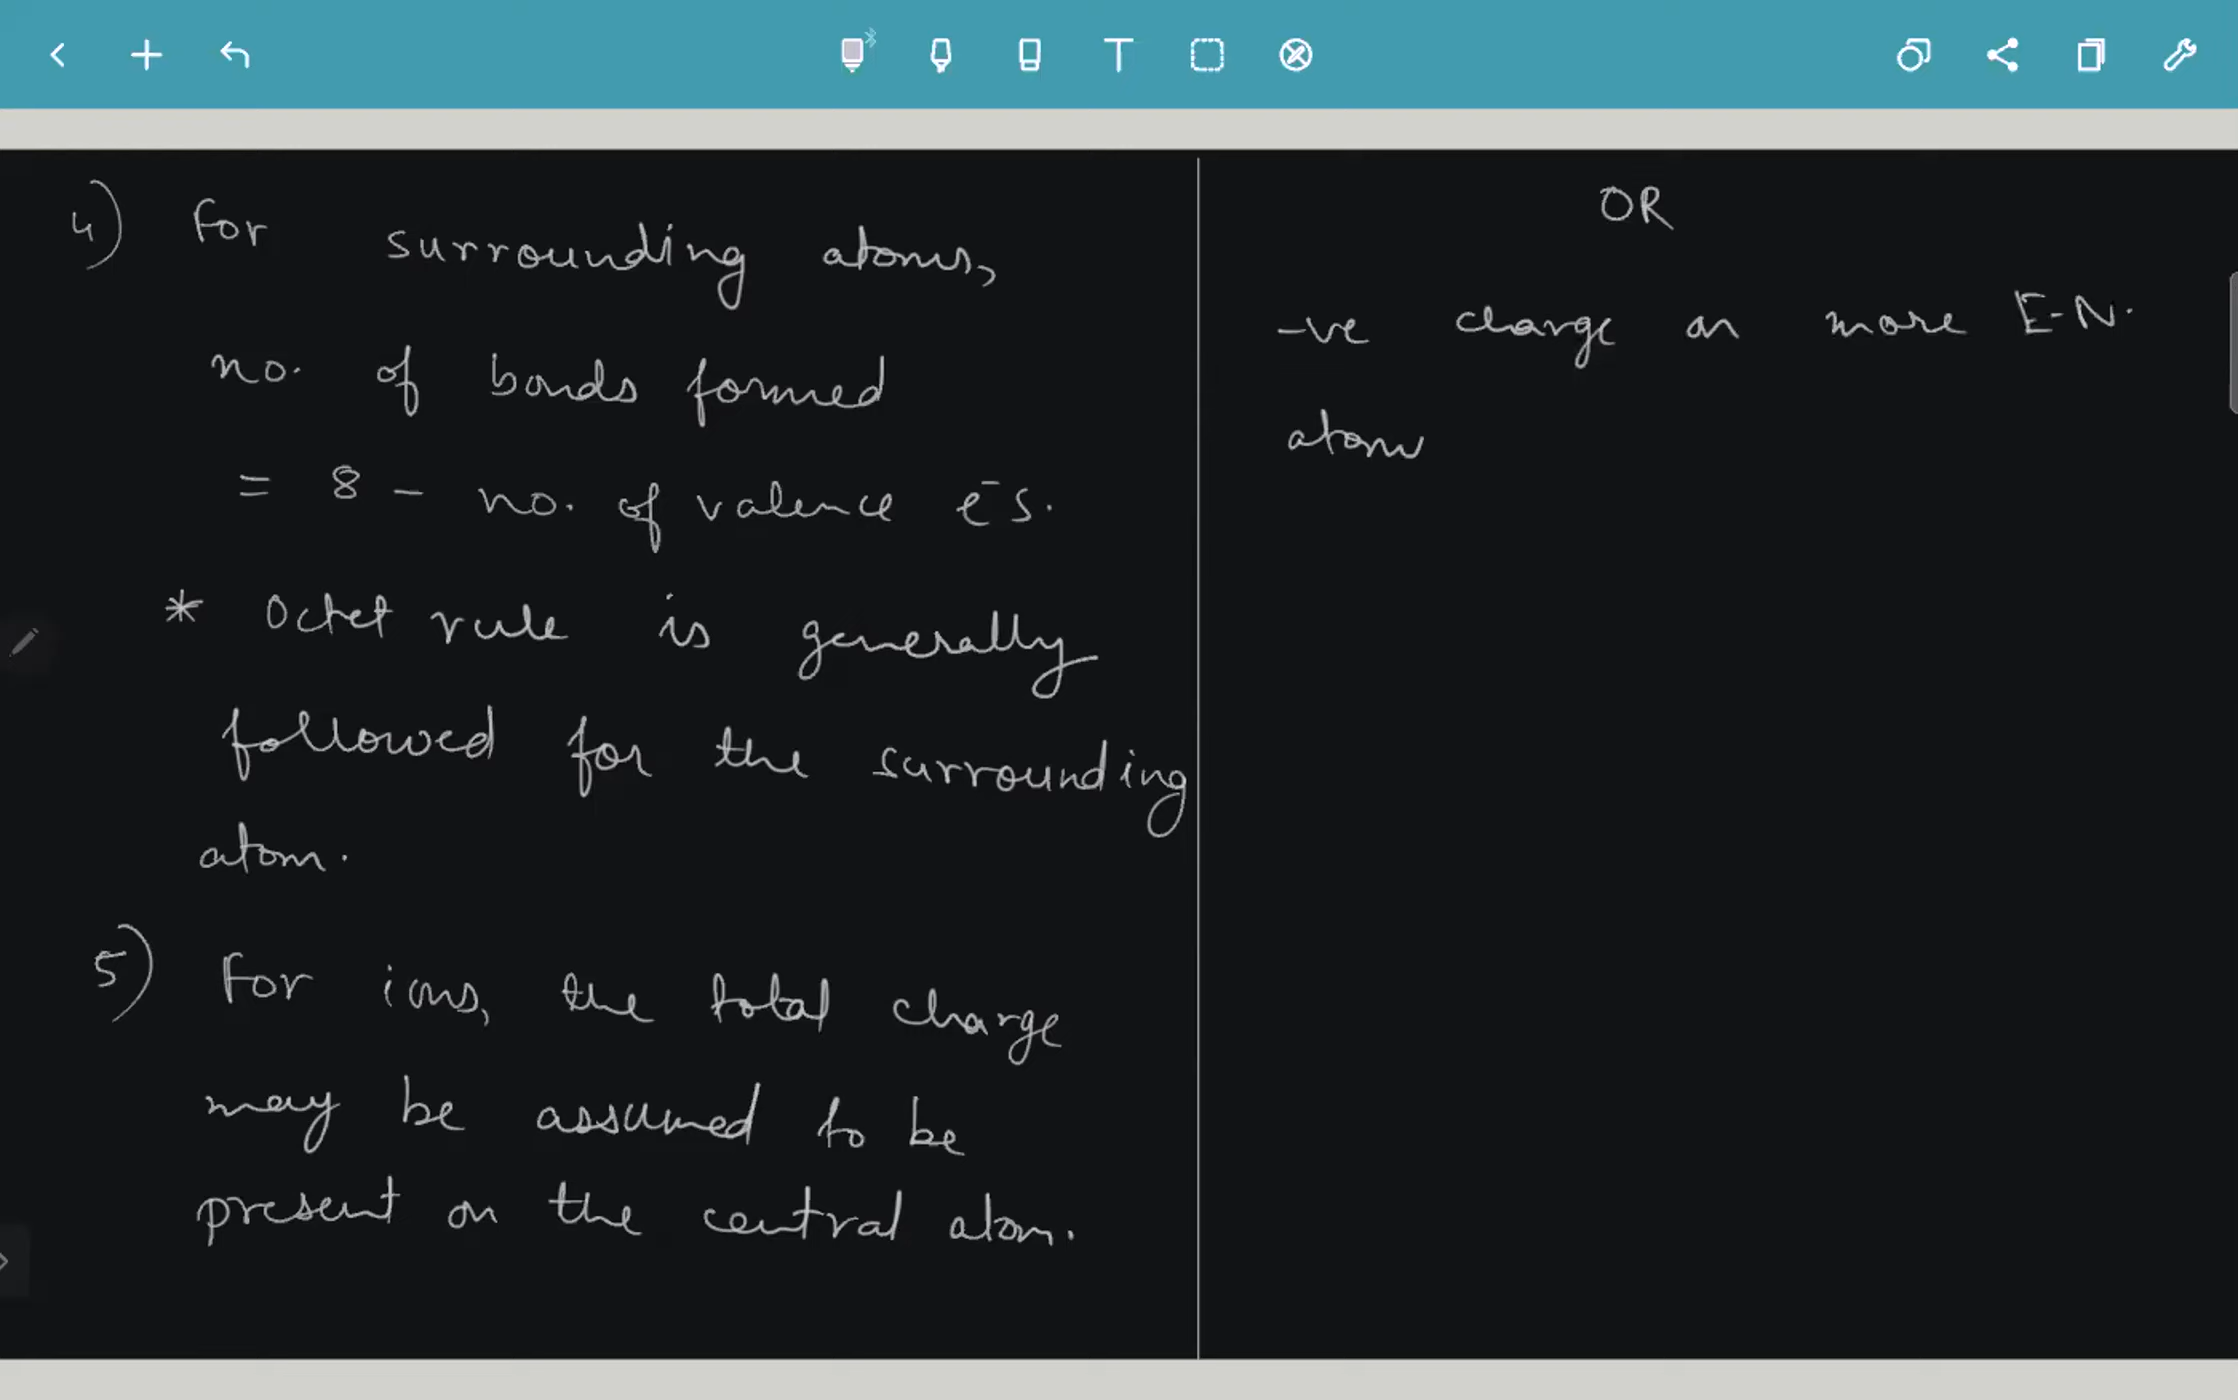 4) For surrounding atoms,
no. of bonds formed
= 8 - no. of valence e⁻s.
* Octet rule is generally
followed for the surrounding
atom.
5) For ions, the total charge
may be assumed to be
present on the central atom.
OR
-ve charge on more E.N.
atom